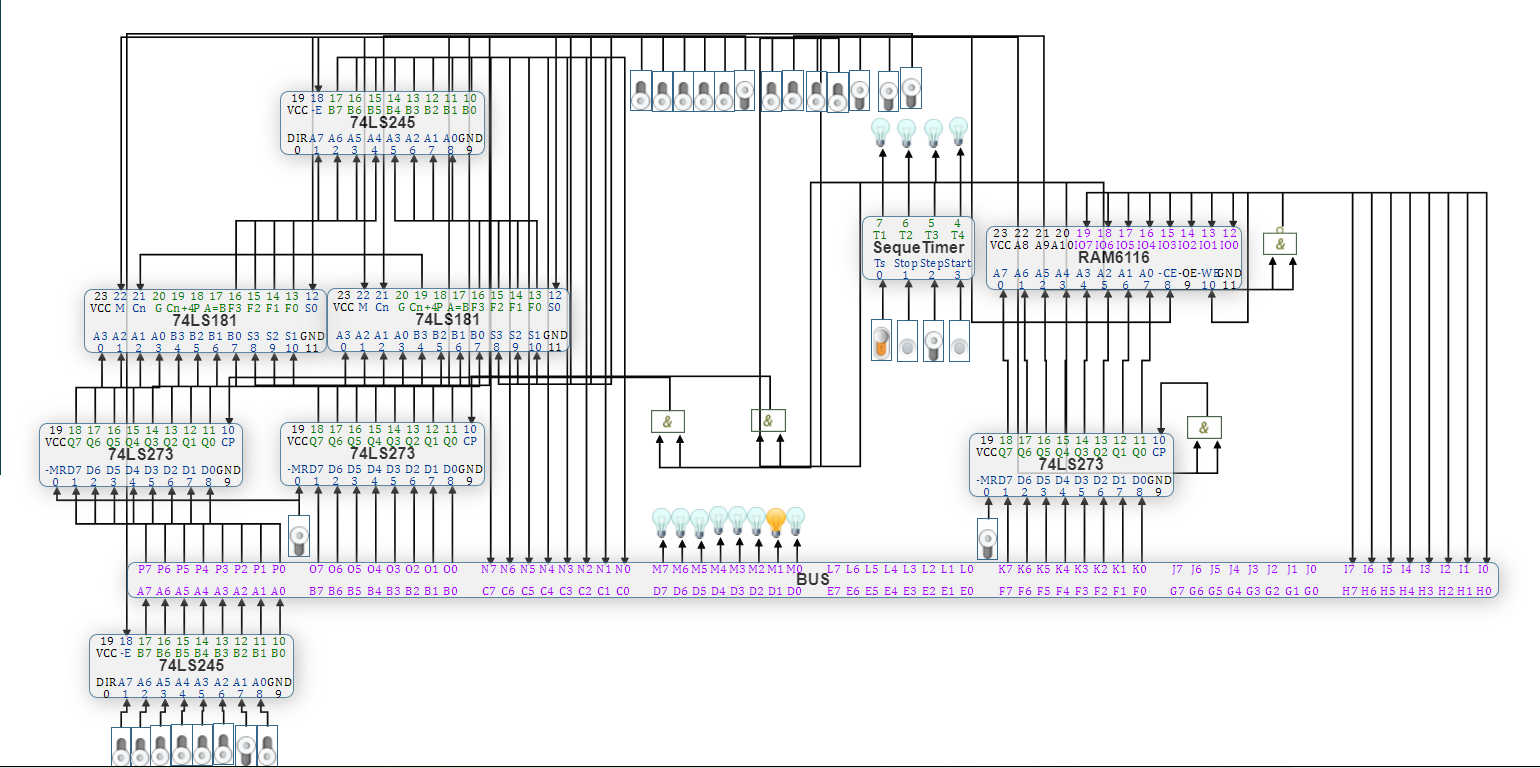 19 18 17 16 15 14 13 12 11 10
VCC -E B7 B6 B5 B4 B3 B2 B1 B0
74LS245
DIR A7 A6 A5 A4 A3 A2 A1 A0 GND
0 1 2 3 4 5 6 7 8 9
7 6 5 4
T1 T2 T3 T4
SequeTimer
Ts Stop Step Start
0 1 2 3
23 22 21 20 19 18 17 16 15 14 13 12
VCC A8 A9 A10 IO7 IO6 IO5 IO4 IO3 IO2 IO1 IO0
RAM6116
A7 A6 A5 A4 A3 A2 A1 A0 -CE -OE -WE GND
0 1 2 3 4 5 6 7 8 9 10 11
&
23 22 21 20 19 18 17 16 15 14 13 12
VCC M Cn G Cn+4 P A=B F3 F2 F1 F0 S0
74LS181
A3 A2 A1 A0 B3 B2 B1 B0 S3 S2 S1 GND
0 1 2 3 4 5 6 7 8 9 10 11
23 22 21 20 19 18 17 16 15 14 13 12
VCC M Cn G Cn+4 P A=B F3 F2 F1 F0 S0
74LS181
A3 A2 A1 A0 B3 B2 B1 B0 S3 S2 S1 GND
0 1 2 3 4 5 6 7 8 9 10 11
19 18 17 16 15 14 13 12 11 10
VCC Q7 Q6 Q5 Q4 Q3 Q2 Q1 Q0 CP
74LS273
-MR D7 D6 D5 D4 D3 D2 D1 D0 GND
0 1 2 3 4 5 6 7 8 9
19 18 17 16 15 14 13 12 11 10
VCC Q7 Q6 Q5 Q4 Q3 Q2 Q1 Q0 CP
74LS273
-MR D7 D6 D5 D4 D3 D2 D1 D0 GND
0 1 2 3 4 5 6 7 8 9
&
&
19 18 17 16 15 14 13 12 11 10
VCC Q7 Q6 Q5 Q4 Q3 Q2 Q1 Q0 CP
74LS273
-MR D7 D6 D5 D4 D3 D2 D1 D0 GND
0 1 2 3 4 5 6 7 8 9
&
P7 P6 P5 P4 P3 P2 P1 P0 O7 O6 O5 O4 O3 O2 O1 O0 N7 N6 N5 N4 N3 N2 N1 N0 M7 M6 M5 M4 M3 M2 M1 M0 L7 L6 L5 L4 L3 L2 L1 L0 K7 K6 K5 K4 K3 K2 K1 K0 J7 J6 J5 J4 J3 J2 J1 J0 I7 I6 I5 I4 I3 I2 I1 I0
BUS
A7 A6 A5 A4 A3 A2 A1 A0 B7 B6 B5 B4 B3 B2 B1 B0 C7 C6 C5 C4 C3 C2 C1 C0 D7 D6 D5 D4 D3 D2 D1 D0 E7 E6 E5 E4 E3 E2 E1 E0 F7 F6 F5 F4 F3 F2 F1 F0 G7 G6 G5 G4 G3 G2 G1 G0 H7 H6 H5 H4 H3 H2 H1 H0
19 18 17 16 15 14 13 12 11 10
VCC -E B7 B6 B5 B4 B3 B2 B1 B0
74LS245
DIR A7 A6 A5 A4 A3 A2 A1 A0 GND
0 1 2 3 4 5 6 7 8 9